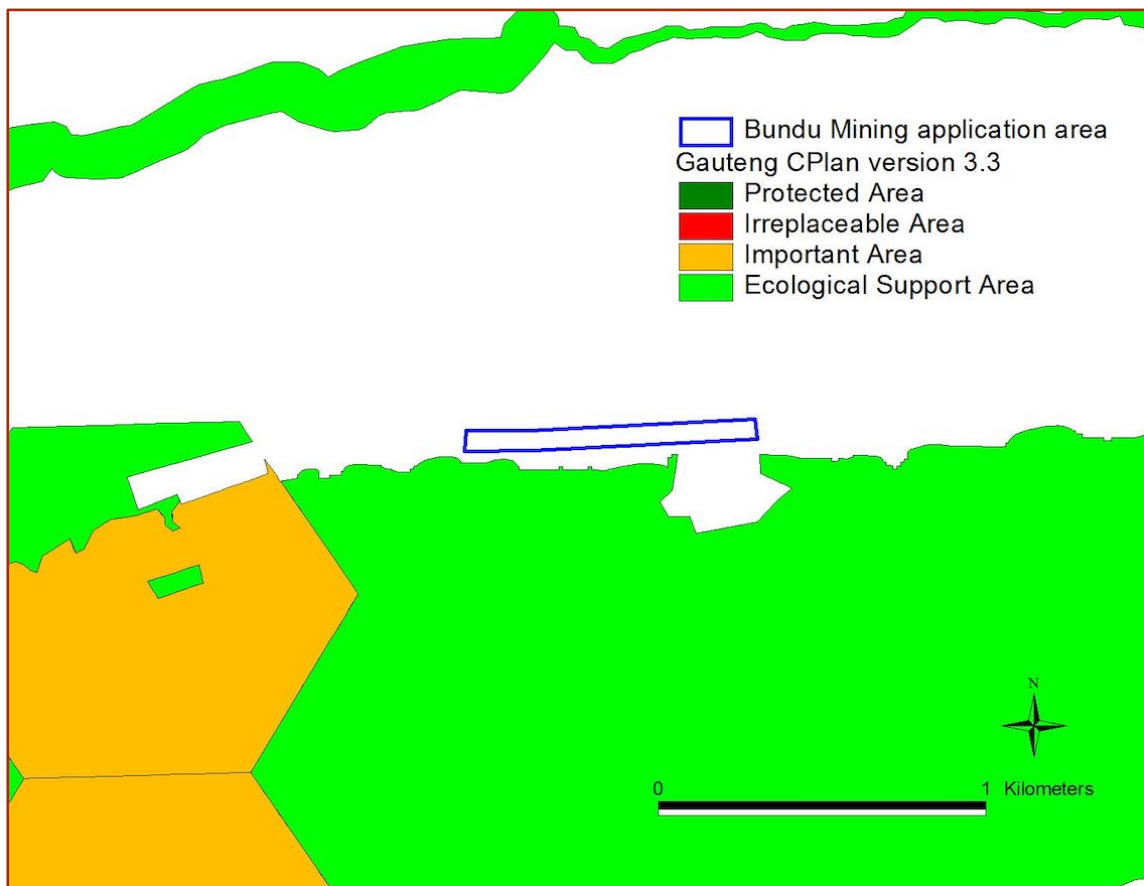 Bundu Mining application area
Gauteng CPlan version 3.3
Protected Area
Irreplaceable Area
Important Area
Ecological Support Area
N
0 1 Kilometers